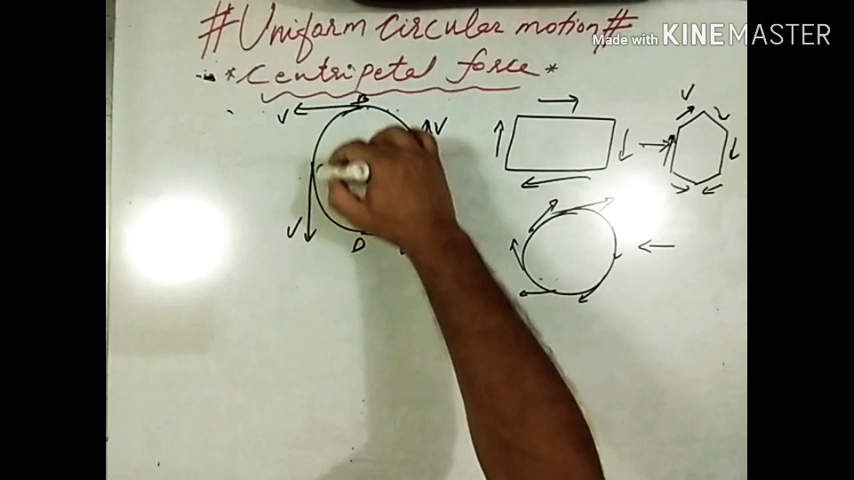 #Uniform circular motion#
Made with KINEMASTER
*Centripetal force*
B
V
V
V
V
D